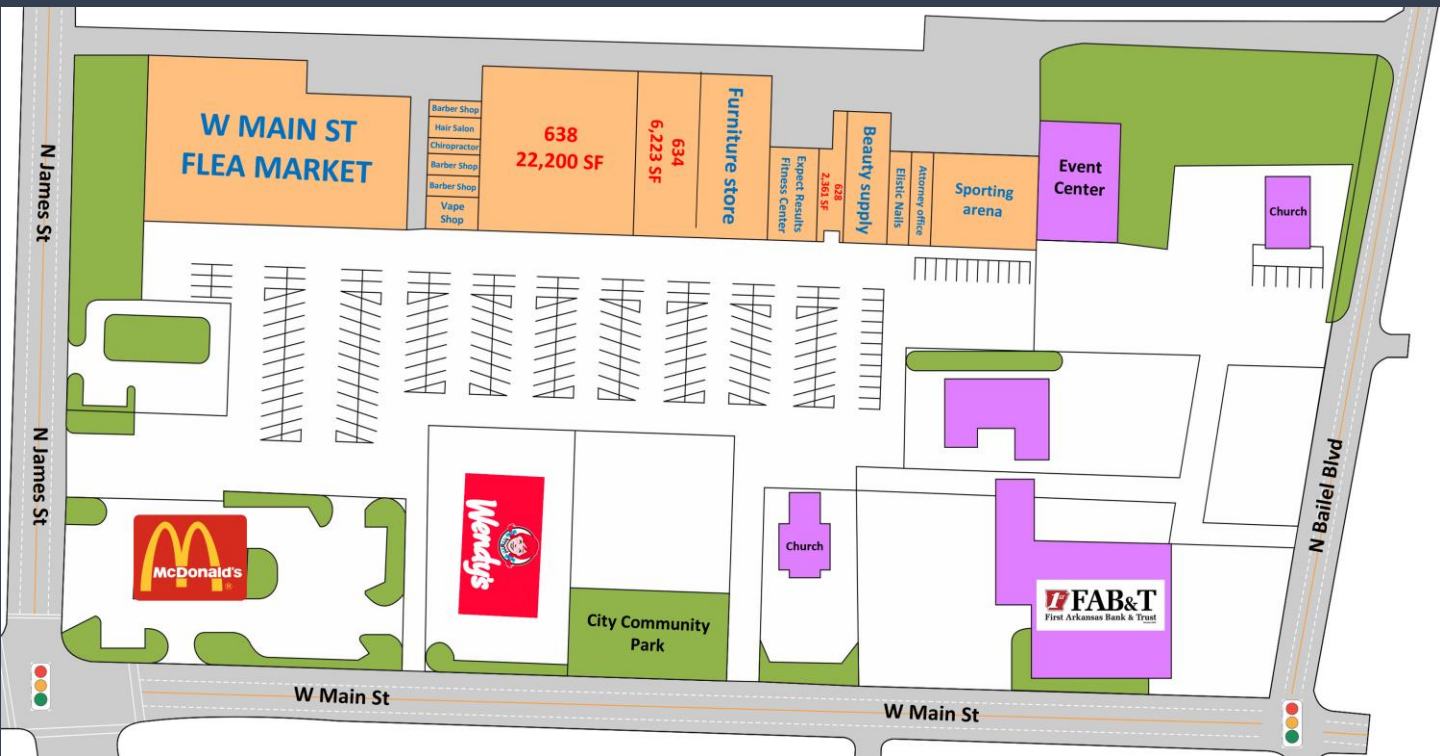 W MAIN ST
FLEA MARKET
Barber Shop
Hair Salon
Chiropractor
Barber Shop
Barber Shop
Vape
Shop
638
22,200 SF
634
6,223 SF
Furniture store
Expect Results
Fitness Center
628
2,361 SF
Beauty supply
Elistic Nails
Attorney office
Sporting
arena
Event
Center
Church
N James St
N James St
McDonald's
®
Wendy's
City Community
Park
Church
1st FAB&T
First Arkansas Bank & Trust
N Bailel Blvd
W Main St
W Main St